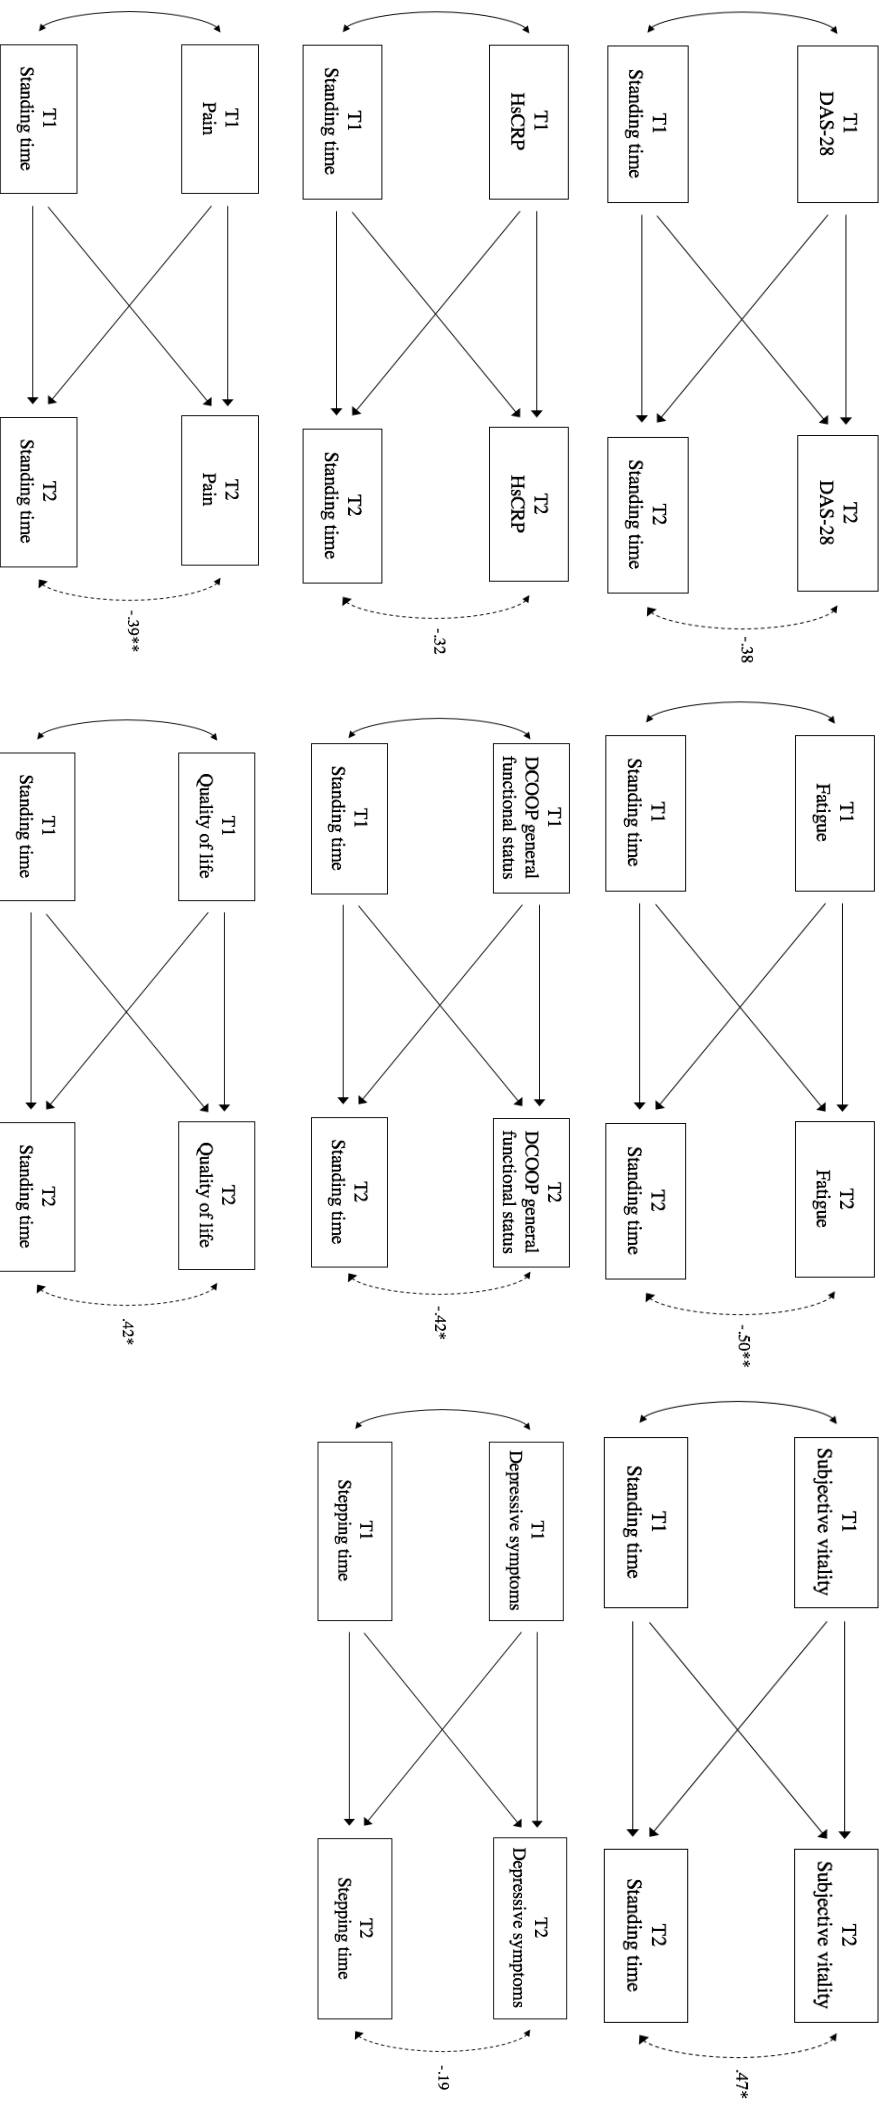 T1
DAS-28
T2
DAS-28
T1
Standing time
T2
Standing time
-.38
T1
Fatigue
T2
Fatigue
T1
Standing time
T2
Standing time
-.50**
T1
Subjective vitality
T2
Subjective vitality
T1
Standing time
T2
Standing time
.47*
T1
HsCRP
T2
HsCRP
T1
Standing time
T2
Standing time
-.32
T1
DCOOP general
functional status
T2
DCOOP general
functional status
T1
Standing time
T2
Standing time
-.42*
T1
Depressive symptoms
T2
Depressive symptoms
T1
Stepping time
T2
Stepping time
-.19
T1
Pain
T2
Pain
T1
Standing time
T2
Standing time
-.39**
T1
Quality of life
T2
Quality of life
T1
Standing time
T2
Standing time
.42*